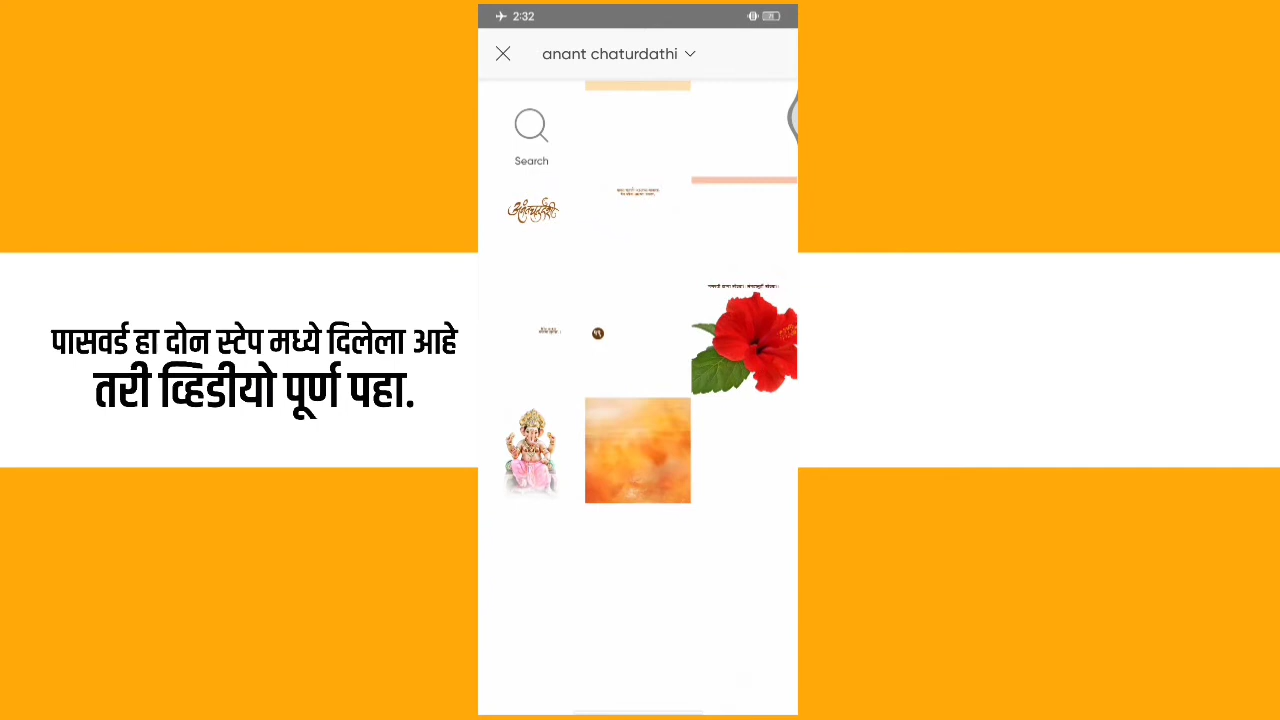 2:32
anant chaturdathi
Search
पासवर्ड हा दोन स्टेप मध्ये दिलेला आहे
तरी व्हिडीयो पूर्ण पहा.